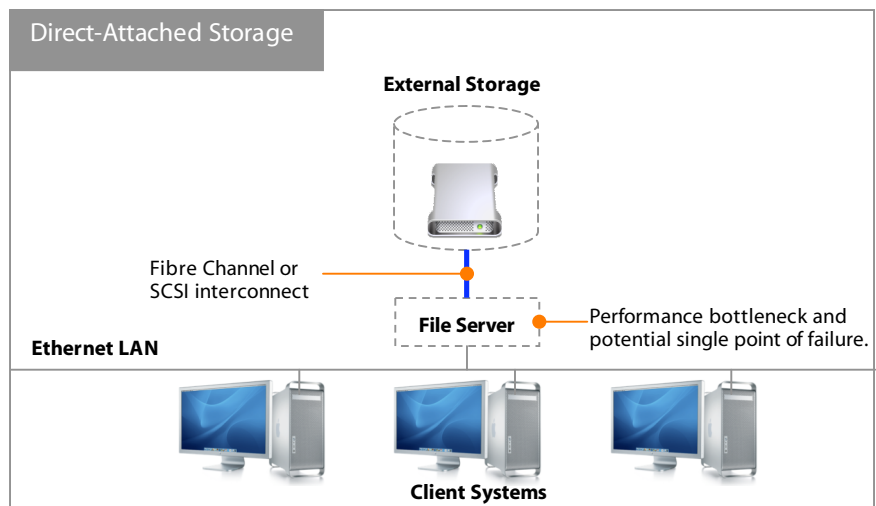 Direct-Attached Storage
External Storage
Fibre Channel or
SCSI interconnect
File Server
Performance bottleneck and
potential single point of failure.
Ethernet LAN
Client Systems